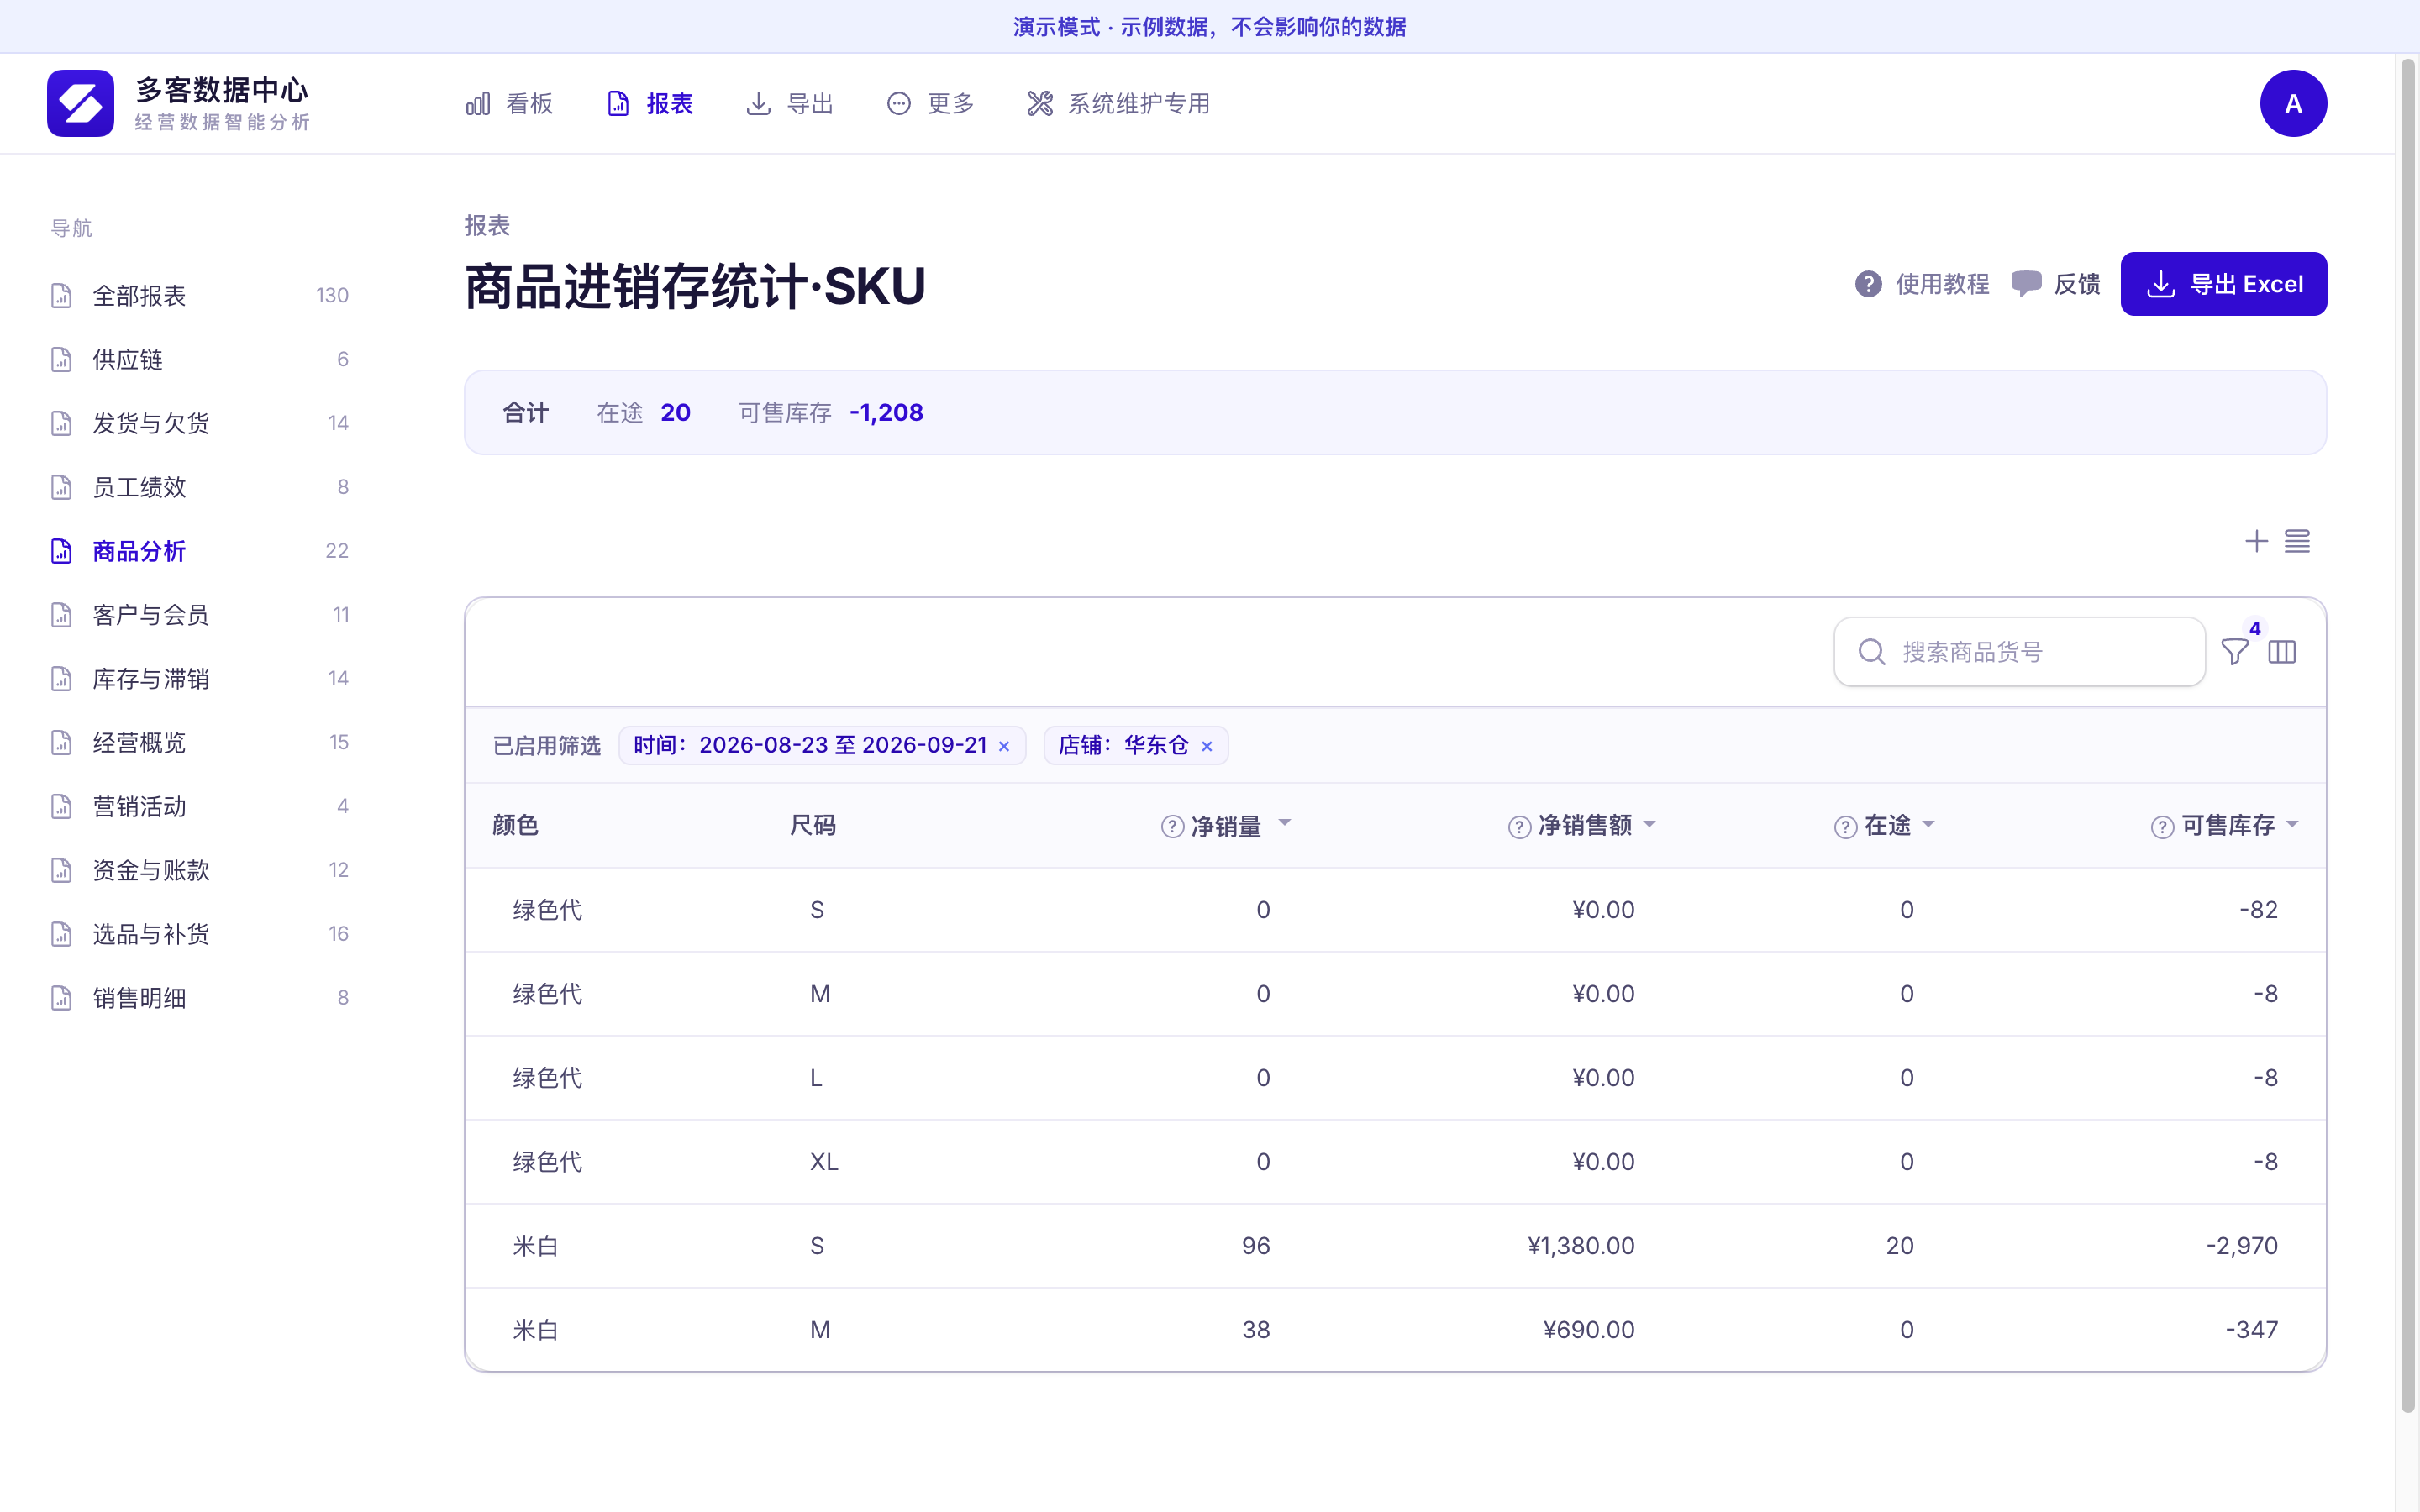 演示模式 · 示例数据，不会影响你的数据
多客数据中心
经营数据智能分析
看板
报表
导出
更多
系统维护专用
A
导航
全部报表 130
供应链 6
发货与欠货 14
员工绩效 8
商品分析 22
客户与会员 11
库存与滞销 14
经营概览 15
营销活动 4
资金与账款 12
选品与补货 16
销售明细 8
报表
商品进销存统计·SKU
? 使用教程 反馈 导出 Excel
合计 在途 20 可售库存 -1,208
搜索商品货号 4
已启用筛选 时间：2026-08-23 至 2026-09-21 × 店铺：华东仓 ×
颜色 尺码 ? 净销量 ? 净销售额 ? 在途 ? 可售库存
绿色代 S 0 ¥0.00 0 -82
绿色代 M 0 ¥0.00 0 -8
绿色代 L 0 ¥0.00 0 -8
绿色代 XL 0 ¥0.00 0 -8
米白 S 96 ¥1,380.00 20 -2,970
米白 M 38 ¥690.00 0 -347